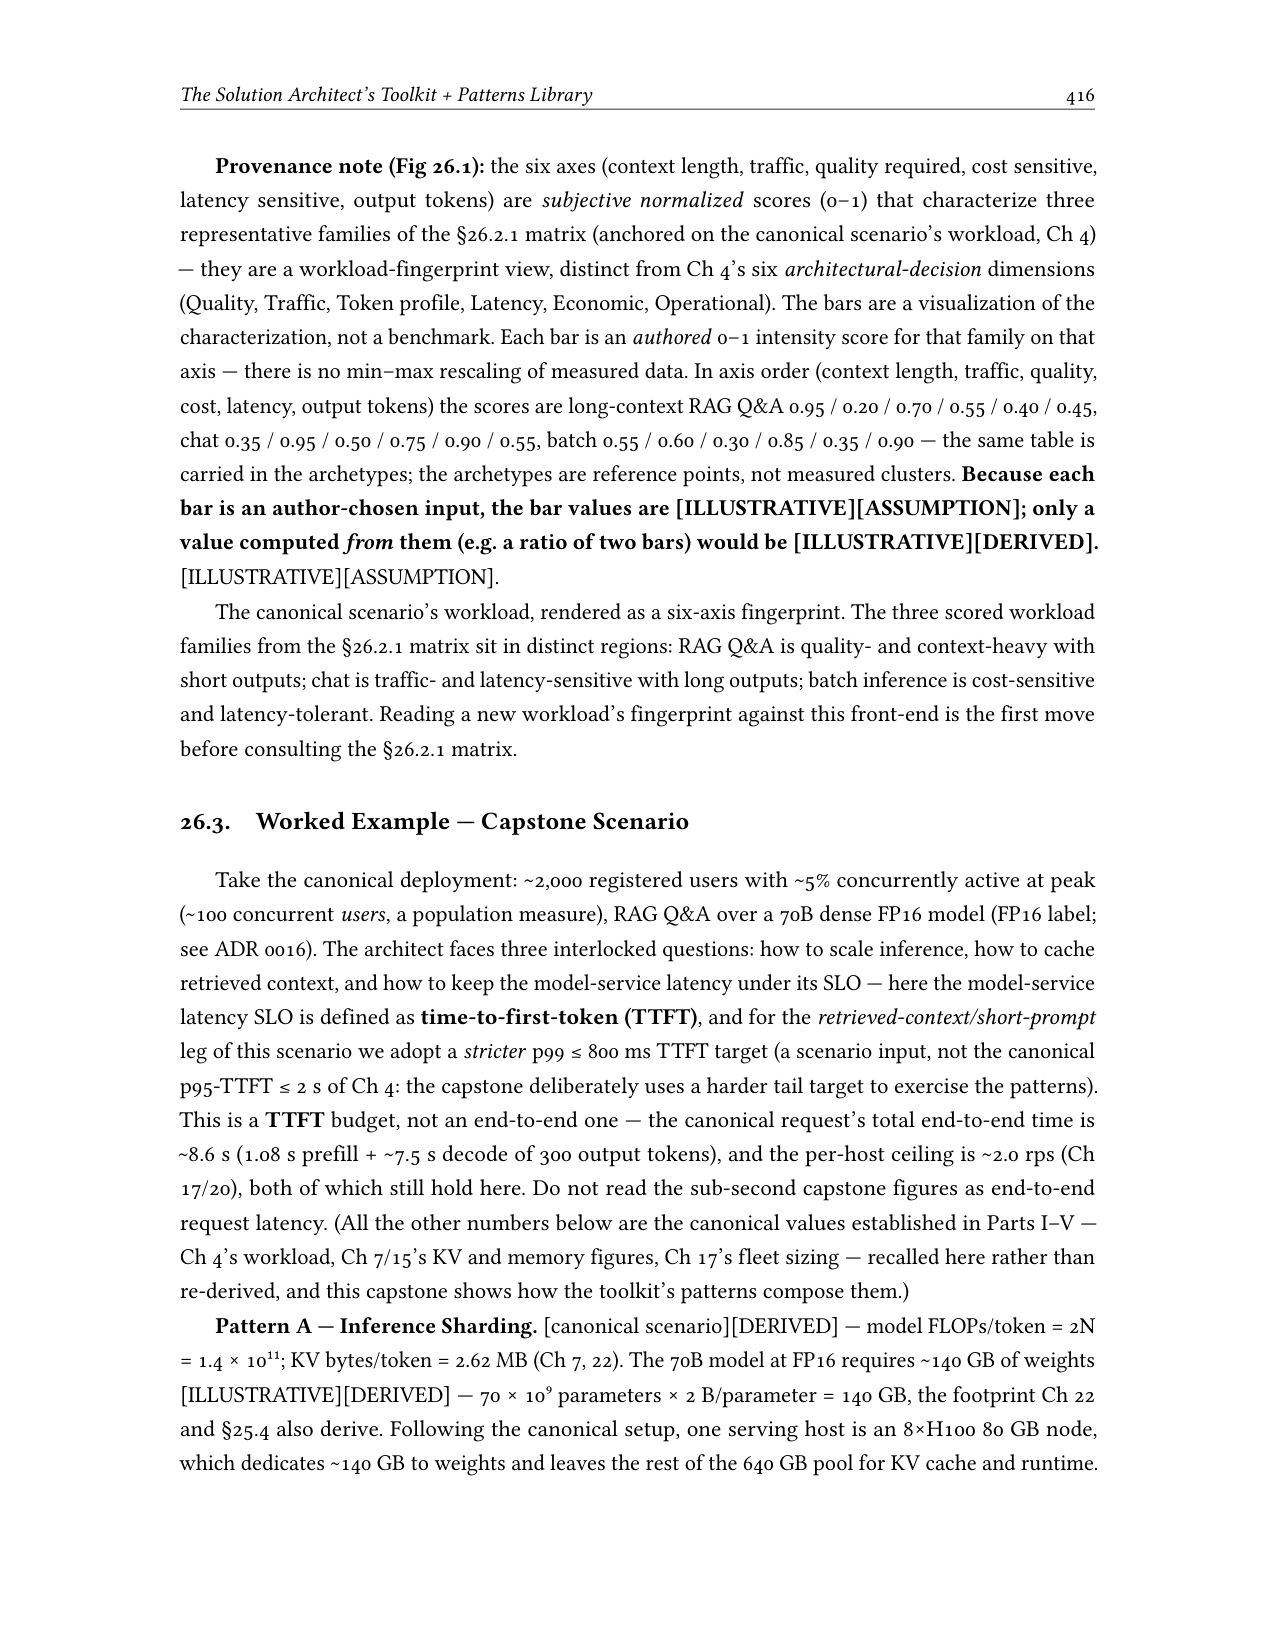 The Solution Architect's Toolkit + Patterns Library 416
Provenance note (Fig 26.1): the six axes (context length, traffic, quality required, cost sensitive,
latency sensitive, output tokens) are subjective normalized scores (0–1) that characterize three
representative families of the §26.2.1 matrix (anchored on the canonical scenario's workload, Ch 4)
— they are a workload-fingerprint view, distinct from Ch 4's six architectural-decision dimensions
(Quality, Traffic, Token profile, Latency, Economic, Operational). The bars are a visualization of the
characterization, not a benchmark. Each bar is an authored 0–1 intensity score for that family on that
axis — there is no min–max rescaling of measured data. In axis order (context length, traffic, quality,
cost, latency, output tokens) the scores are long-context RAG Q&A 0.95 / 0.20 / 0.70 / 0.55 / 0.40 / 0.45,
chat 0.35 / 0.95 / 0.50 / 0.75 / 0.90 / 0.55, batch 0.55 / 0.60 / 0.30 / 0.85 / 0.35 / 0.90 — the same table is
carried in the archetypes; the archetypes are reference points, not measured clusters. Because each
bar is an author-chosen input, the bar values are [ILLUSTRATIVE][ASSUMPTION]; only a
value computed from them (e.g. a ratio of two bars) would be [ILLUSTRATIVE][DERIVED].
[ILLUSTRATIVE][ASSUMPTION].
The canonical scenario's workload, rendered as a six-axis fingerprint. The three scored workload
families from the §26.2.1 matrix sit in distinct regions: RAG Q&A is quality- and context-heavy with
short outputs; chat is traffic- and latency-sensitive with long outputs; batch inference is cost-sensitive
and latency-tolerant. Reading a new workload's fingerprint against this front-end is the first move
before consulting the §26.2.1 matrix.
26.3. Worked Example — Capstone Scenario
Take the canonical deployment: ~2,000 registered users with ~5% concurrently active at peak
(~100 concurrent users, a population measure), RAG Q&A over a 70B dense FP16 model (FP16 label;
see ADR 0016). The architect faces three interlocked questions: how to scale inference, how to cache
retrieved context, and how to keep the model-service latency under its SLO — here the model-service
latency SLO is defined as time-to-first-token (TTFT), and for the retrieved-context/short-prompt
leg of this scenario we adopt a stricter p99 ≤ 800 ms TTFT target (a scenario input, not the canonical
p95-TTFT ≤ 2 s of Ch 4: the capstone deliberately uses a harder tail target to exercise the patterns).
This is a TTFT budget, not an end-to-end one — the canonical request's total end-to-end time is
~8.6 s (1.08 s prefill + ~7.5 s decode of 300 output tokens), and the per-host ceiling is ~2.0 rps (Ch
17/20), both of which still hold here. Do not read the sub-second capstone figures as end-to-end
request latency. (All the other numbers below are the canonical values established in Parts I–V —
Ch 4's workload, Ch 7/15's KV and memory figures, Ch 17's fleet sizing — recalled here rather than
re-derived, and this capstone shows how the toolkit's patterns compose them.)
Pattern A — Inference Sharding. [canonical scenario][DERIVED] — model FLOPs/token = 2N
= 1.4 × 10¹¹; KV bytes/token = 2.62 MB (Ch 7, 22). The 70B model at FP16 requires ~140 GB of weights
[ILLUSTRATIVE][DERIVED] — 70 × 10⁹ parameters × 2 B/parameter = 140 GB, the footprint Ch 22
and §25.4 also derive. Following the canonical setup, one serving host is an 8×H100 80 GB node,
which dedicates ~140 GB to weights and leaves the rest of the 640 GB pool for KV cache and runtime.